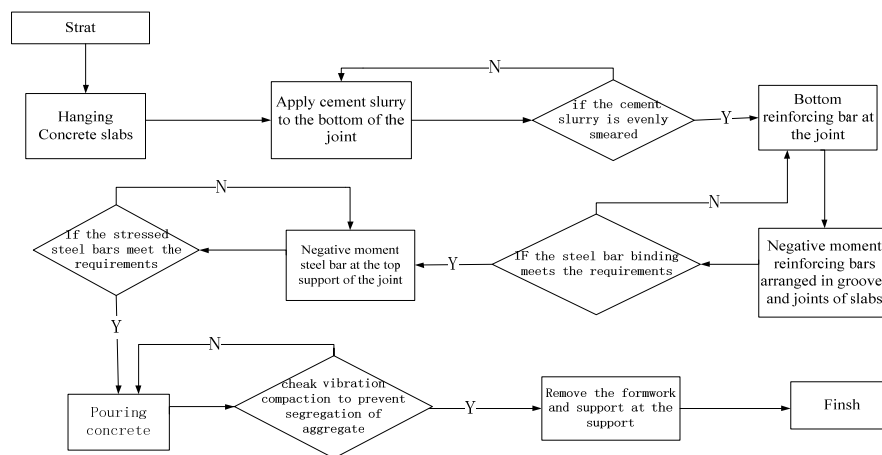 Strat
N
Hanging
Concrete slabs
Apply cement slurry
to the bottom of the
joint
if the cement
slurry is evenly
smeared
Y
Bottom
reinforcing bar at
the joint
N
N
If the stressed
steel bars meet the
requirements
Negative moment
steel bar at the top
support of the joint
Y
IF the steel bar binding
meets the requirements
Negative moment
reinforcing bars
arranged in groove
and joints of slabs
Y
N
Pouring
concrete
cheak vibration
compaction to prevent
segregation of
aggregate
Y
Remove the formwork
and support at the
support
Finsh